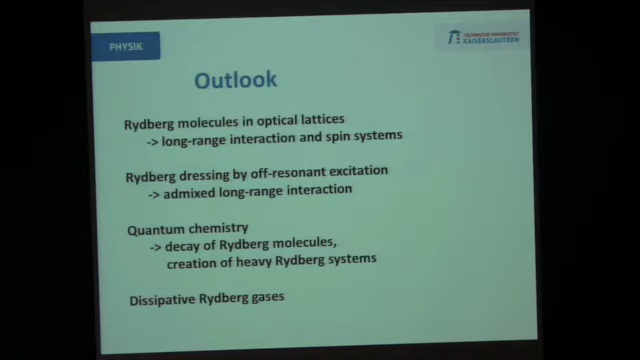 PHYSIK
TECHNISCHE UNIVERSITÄT
KAISERSLAUTERN
Outlook
Rydberg molecules in optical lattices
-> long-range interaction and spin systems
Rydberg dressing by off-resonant excitation
-> admixed long-range interaction
Quantum chemistry
-> decay of Rydberg molecules,
creation of heavy Rydberg systems
Dissipative Rydberg gases